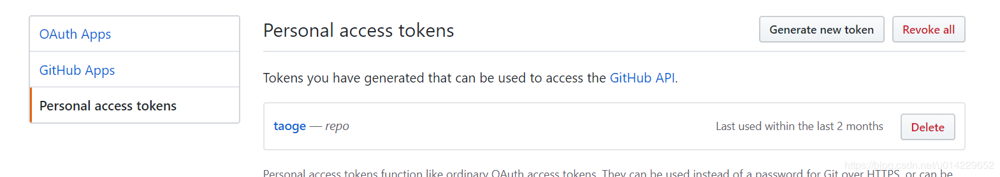 OAuth Apps
GitHub Apps
Personal access tokens
Personal access tokens
Generate new token
Revoke all
Tokens you have generated that can be used to access the GitHub API.
taoge — repo
Last used within the last 2 months
Delete
Personal access tokens function like ordinary OAuth access tokens. They can be used instead of a password for Git over HTTPS, or can be
https://blog.csdn.net/u014229652